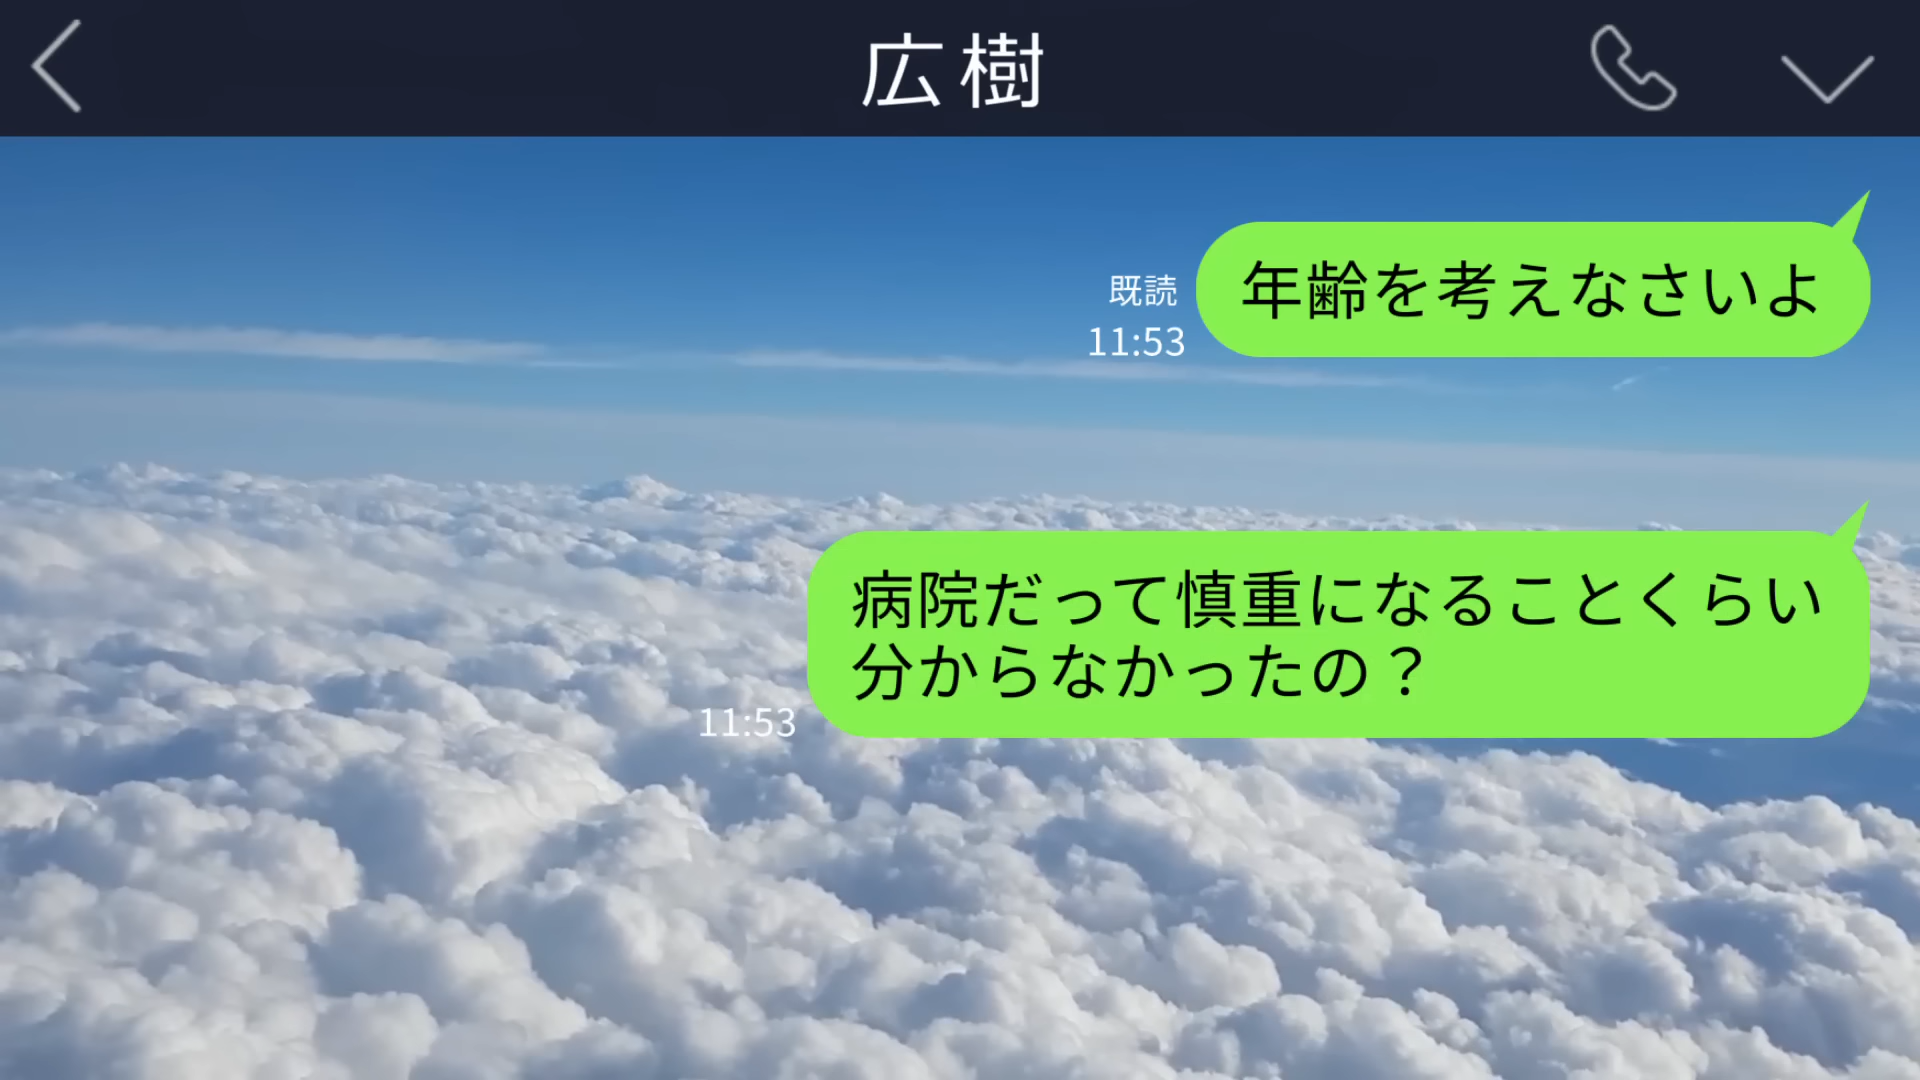 広樹
年齢を考えなさいよ
既読
11:53
病院だって慎重になることくらい
分からなかったの？
11:53